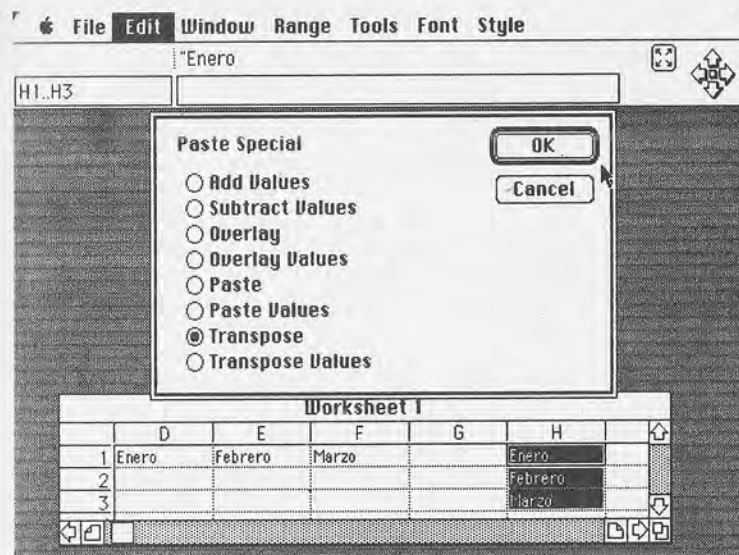 File Edit Window Range Tools Font Style
"Enero
H1..H3
Paste Special
OK
Cancel
Add Values
Subtract Values
Overlay
Overlay Values
Paste
Paste Values
Transpose
Transpose Values
Worksheet 1
D E F G H
1 Enero Febrero Marzo Enero
2 Febrero
3 Marzo